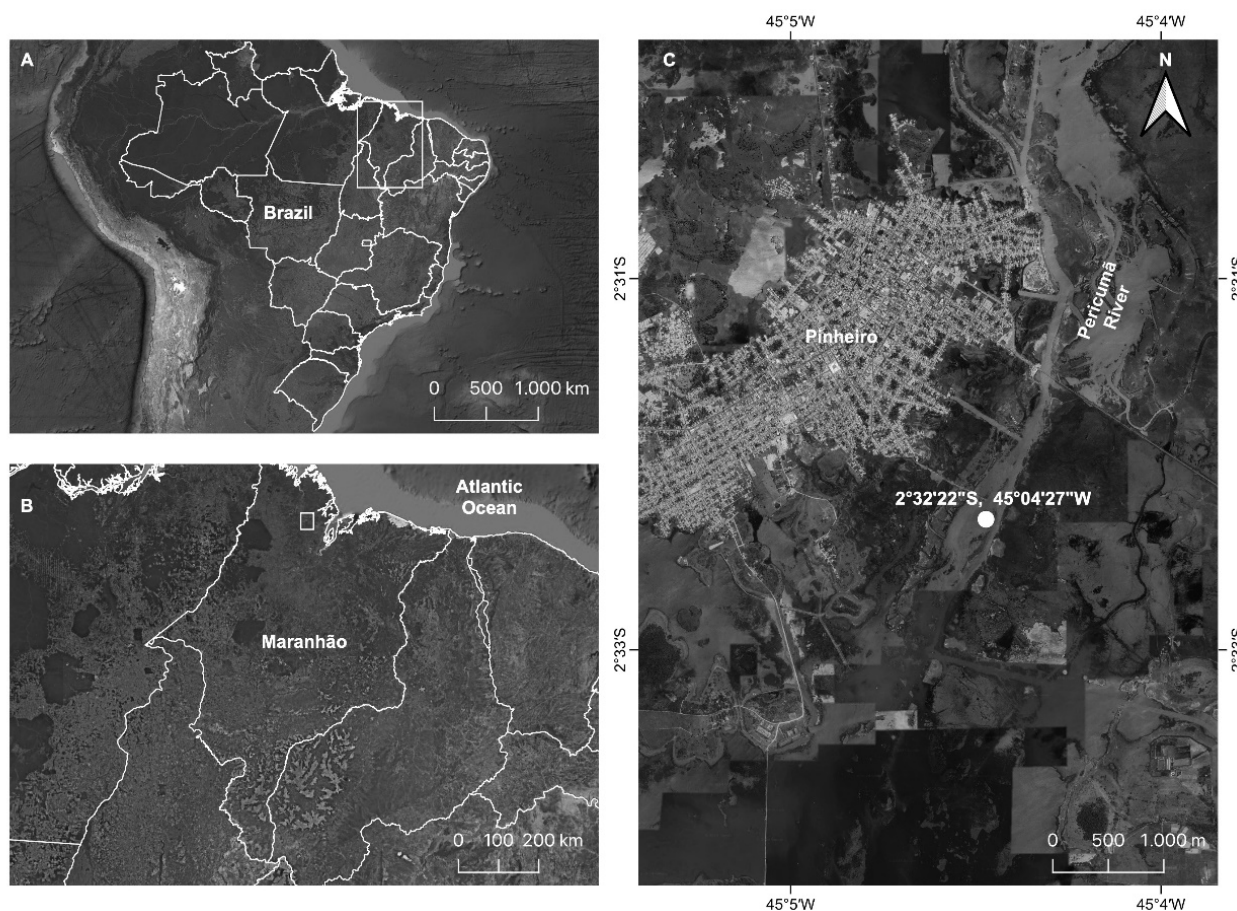 45°5'W 45°4'W
A
Brazil
0 500 1.000 km
B
Atlantic
Ocean
Maranhão
0 100 200 km
C
N
2°31'S 2°31'S
Pericumã
River
Pinheiro
2°32'22"S, 45°04'27"W
2°33'S 2°33'S
0 500 1.000 m
45°5'W 45°4'W